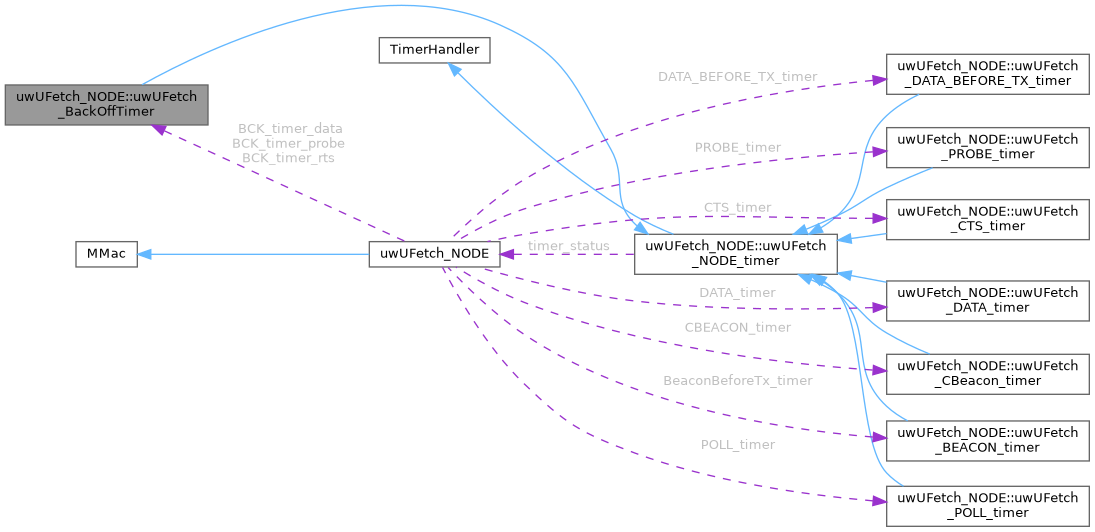 TimerHandler
uwUFetch_NODE::uwUFetch
_DATA_BEFORE_TX_timer
DATA_BEFORE_TX_timer
uwUFetch_NODE::uwUFetch
_BackOffTimer
BCK_timer_data
BCK_timer_probe
BCK_timer_rts
PROBE_timer
uwUFetch_NODE::uwUFetch
_PROBE_timer
CTS_timer
uwUFetch_NODE::uwUFetch
_CTS_timer
MMac
uwUFetch_NODE
timer_status
uwUFetch_NODE::uwUFetch
_NODE_timer
DATA_timer
uwUFetch_NODE::uwUFetch
_DATA_timer
CBEACON_timer
uwUFetch_NODE::uwUFetch
_CBeacon_timer
BeaconBeforeTx_timer
uwUFetch_NODE::uwUFetch
_BEACON_timer
POLL_timer
uwUFetch_NODE::uwUFetch
_POLL_timer